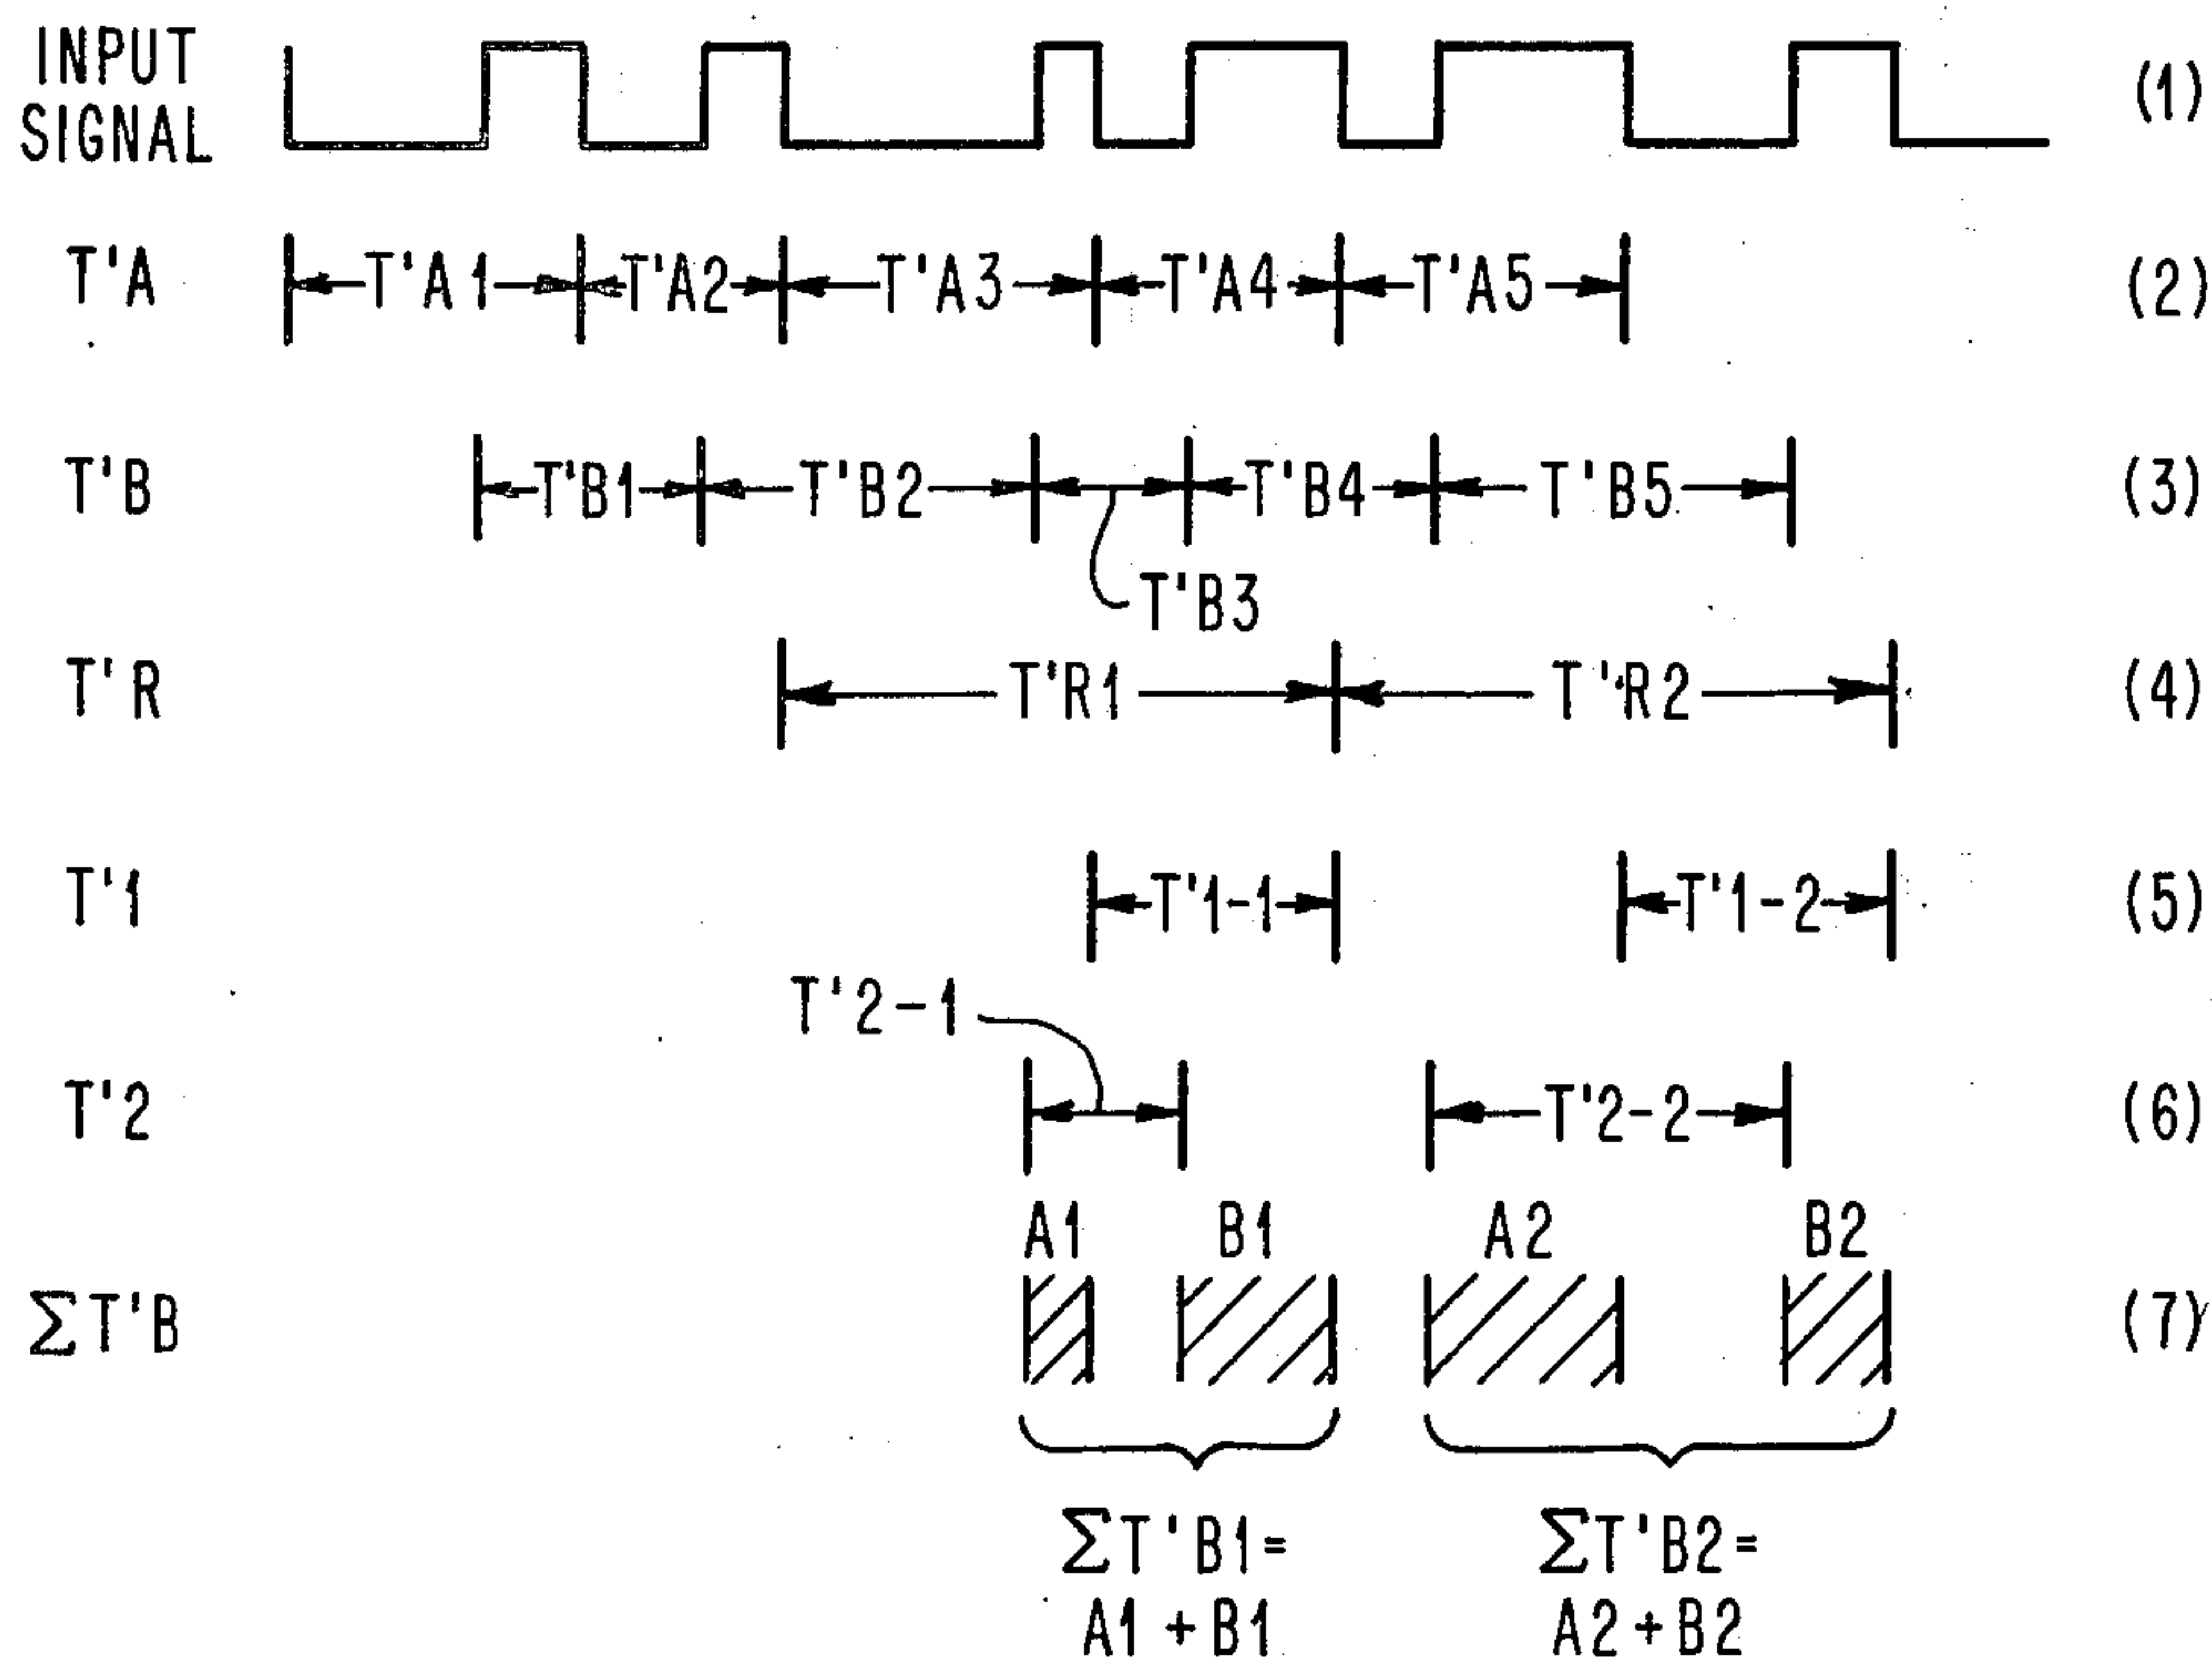 INPUT
SIGNAL
(1)
T'A
T'A1
T'A2
T'A3
T'A4
T'A5
(2)
T'B
T'B1
T'B2
T'B4
T'B5
(3)
T'B3
T'R
T'R1
T'R2
(4)
T'1
T'1-1
T'1-2
(5)
T'2-1
T'2
T'2-2
(6)
A1
B1
A2
B2
ΣT'B
(7)
ΣT'B1=
A1+B1
ΣT'B2=
A2+B2